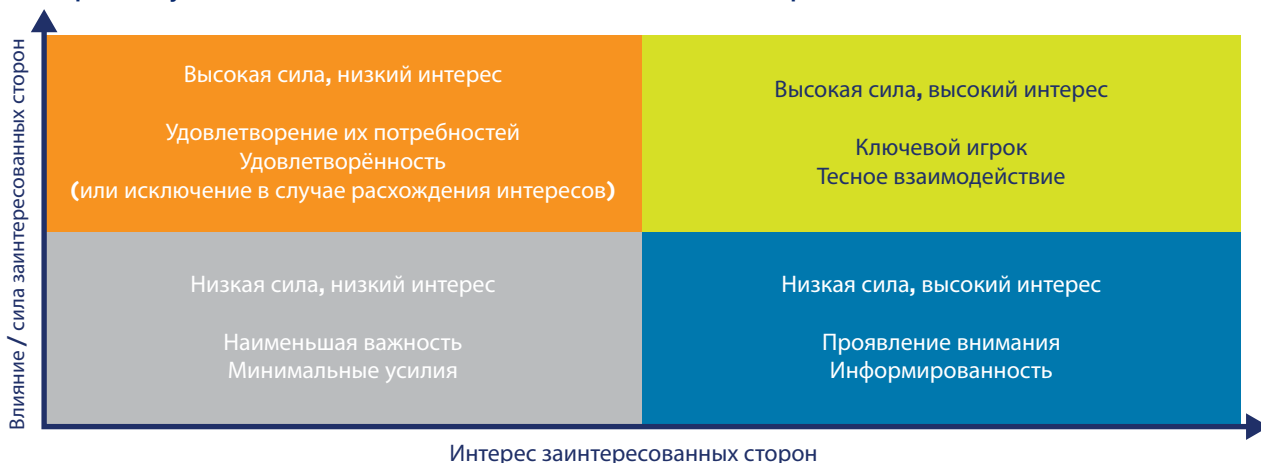 Влияние / сила заинтересованных сторон
Высокая сила, низкий интерес
Удовлетворение их потребностей
Удовлетворённость
(или исключение в случае расхождения интересов)
Высокая сила, высокий интерес
Ключевой игрок
Тесное взаимодействие
Низкая сила, низкий интерес
Наименьшая важность
Минимальные усилия
Низкая сила, высокий интерес
Проявление внимания
Информированность
Интерес заинтересованных сторон